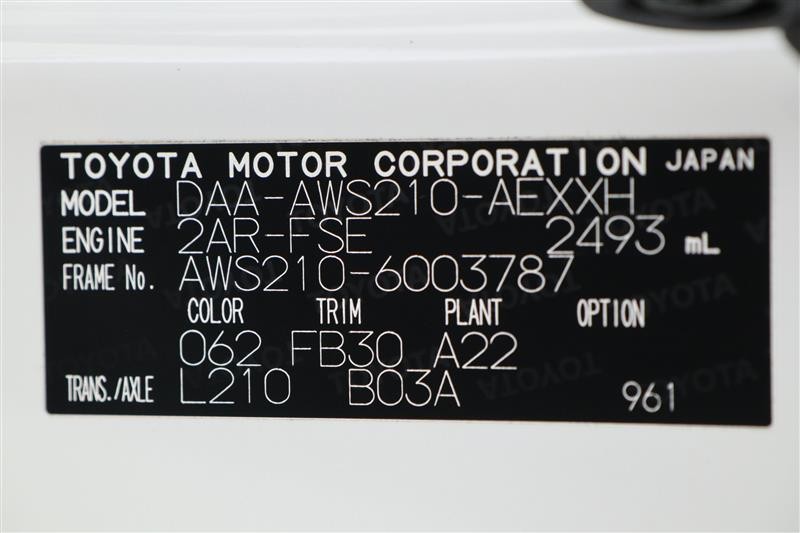 TOYOTA MOTOR CORPORATION JAPAN
MODEL DAA-AWS210-AEXXH
ENGINE 2AR-FSE 2493 mL
FRAME No. AWS210-6003787
COLOR TRIM PLANT OPTION
062 FB30 A22
TRANS./AXLE L210 B03A 961